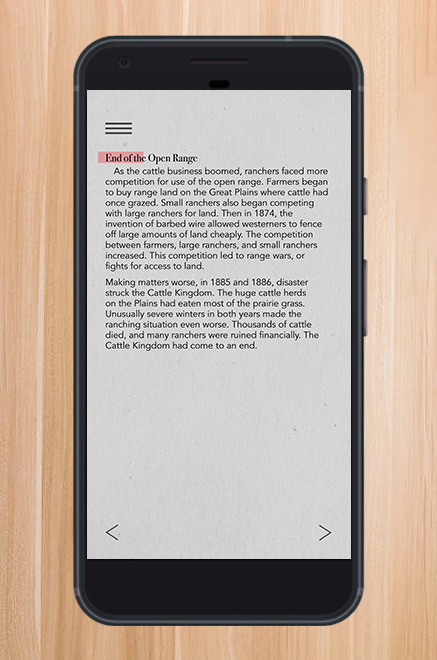 End of the Open Range
As the cattle business boomed, ranchers faced more
competition for use of the open range. Farmers began
to buy range land on the Great Plains where cattle had
once grazed. Small ranchers also began competing
with large ranchers for land. Then in 1874, the
invention of barbed wire allowed westerners to fence
off large amounts of land cheaply. The competition
between farmers, large ranchers, and small ranchers
increased. This competition led to range wars, or
fights for access to land.
Making matters worse, in 1885 and 1886, disaster
struck the Cattle Kingdom. The huge cattle herds
on the Plains had eaten most of the prairie grass.
Unusually severe winters in both years made the
ranching situation even worse. Thousands of cattle
died, and many ranchers were ruined financially. The
Cattle Kingdom had come to an end.